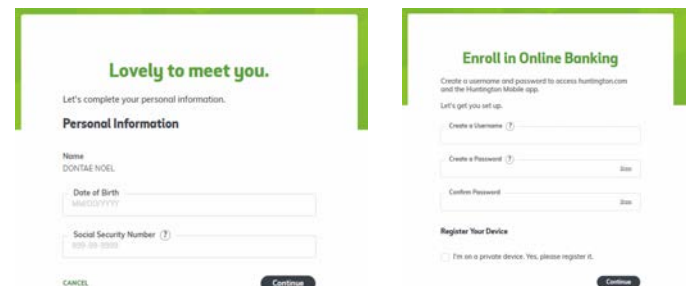 Lovely to meet you.
Let's complete your personal information.
Personal Information
Name
DONTAE NOEL
Date of Birth
MM/DD/YYYY
Social Security Number ?
CANCEL
Continue
Enroll in Online Banking
Create a username and password to access huntington.com
and the Huntington Mobile app.
Let's get you set up.
Create a Username ?
Create a Password ?
Show
Confirm Password
Show
Register Your Device
I'm on a private device. Yes, please register it.
Continue